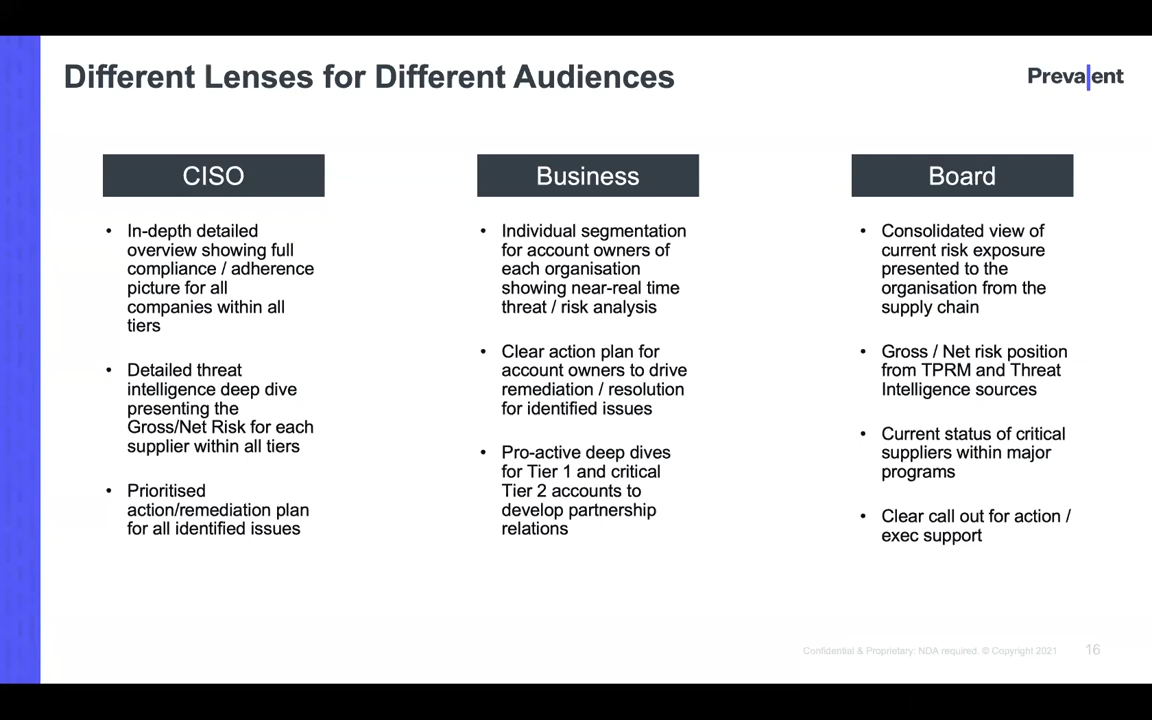 Different Lenses for Different Audiences
Prevalent
CISO
• In-depth detailed
overview showing full
compliance / adherence
picture for all
companies within all
tiers
• Detailed threat
intelligence deep dive
presenting the
Gross/Net Risk for each
supplier within all tiers
• Prioritised
action/remediation plan
for all identified issues
Business
• Individual segmentation
for account owners of
each organisation
showing near-real time
threat / risk analysis
• Clear action plan for
account owners to drive
remediation / resolution
for identified issues
• Pro-active deep dives
for Tier 1 and critical
Tier 2 accounts to
develop partnership
relations
Board
• Consolidated view of
current risk exposure
presented to the
organisation from the
supply chain
• Gross / Net risk position
from TPRM and Threat
Intelligence sources
• Current status of critical
suppliers within major
programs
• Clear call out for action /
exec support
Confidential & Proprietary: NDA required. © Copyright 2021
16